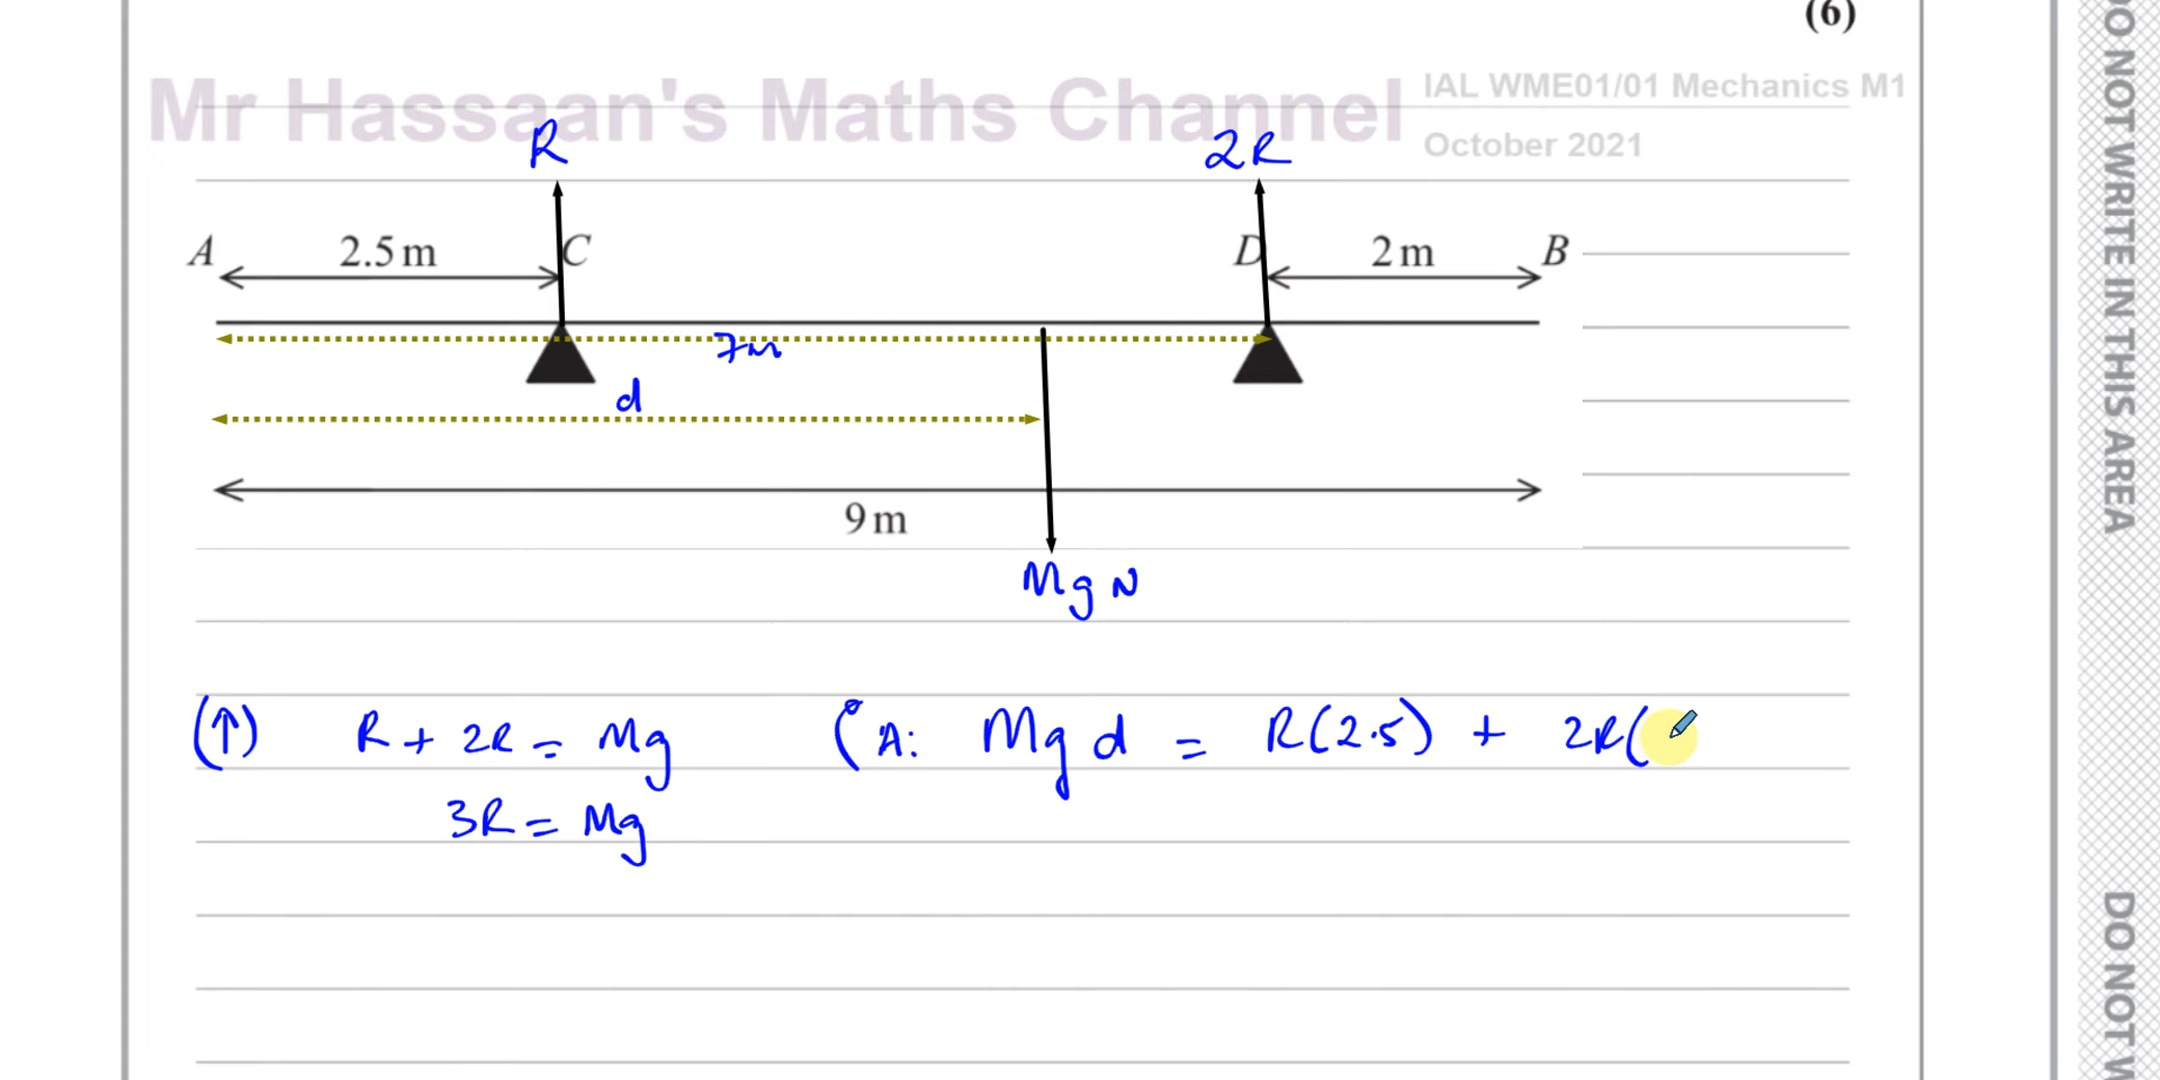 (6)
Mr Hassaan's Maths Channel
IAL WME01/01 Mechanics M1
October 2021
R
2R
A 2.5 m C D 2 m B
7m
d
9 m
Mg N
(↑) R + 2R = Mg
A: Mg d = R(2.5) + 2R(
3R = Mg
DO NOT WRITE IN THIS AREA
DO NOT W